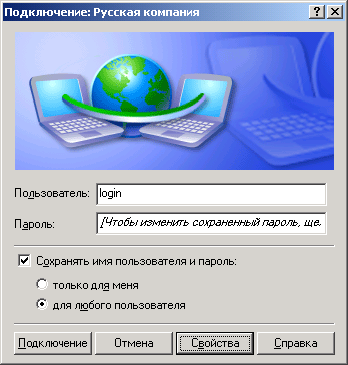 Подключение: Русская компания
Пользователь: login
Пароль: [Чтобы изменить сохраненный пароль, ще.
Сохранять имя пользователя и пароль:
только для меня
для любого пользователя
Подключение Отмена Свойства Справка